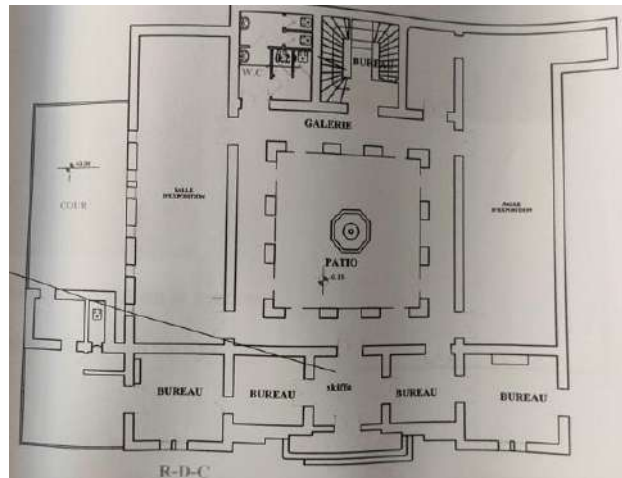 BUREAU
W.C
GALERIE
SALLE
D'EXPOSITION
SALLE
D'EXPOSITION
COUR
PATIO
BUREAU
BUREAU
skiffa
BUREAU
BUREAU
R-D-C